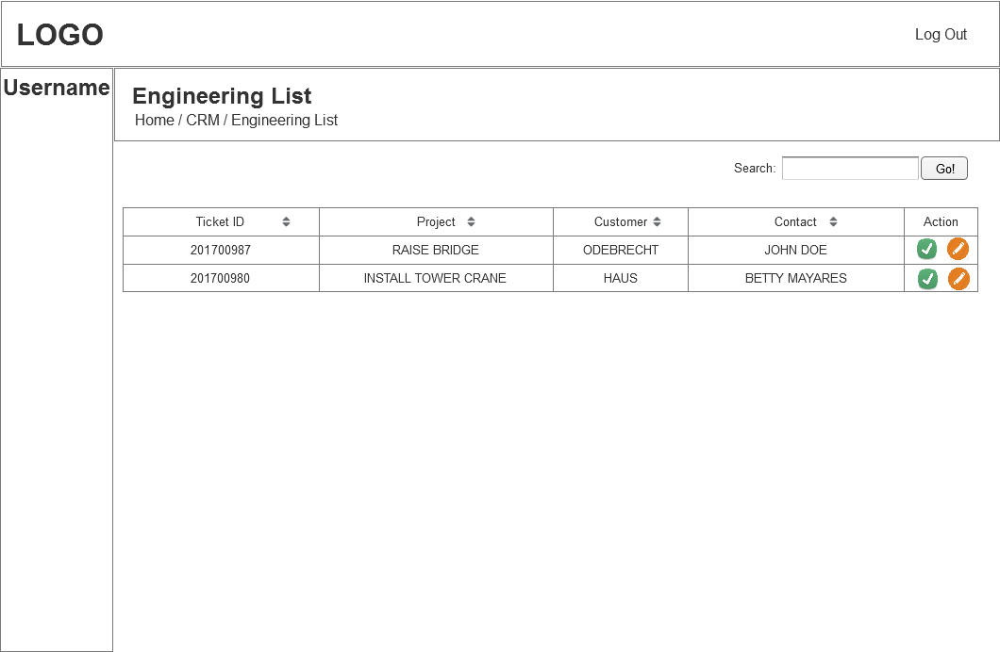 LOGO
Log Out
Username
Engineering List
Home / CRM / Engineering List
Search: Go!
Ticket ID Project Customer Contact Action
201700987 RAISE BRIDGE ODEBRECHT JOHN DOE
201700980 INSTALL TOWER CRANE HAUS BETTY MAYARES